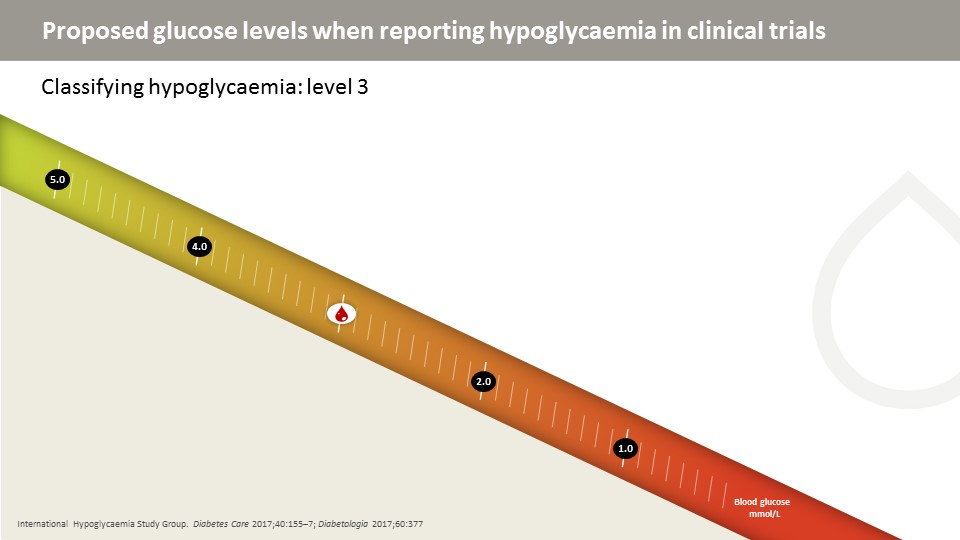 Proposed glucose levels when reporting hypoglycaemia in clinical trials
Classifying hypoglycaemia: level 3
5.0
4.0
2.0
1.0
Blood glucose
mmol/L
International Hypoglycaemia Study Group. Diabetes Care 2017;40:155–7; Diabetologia 2017;60:377